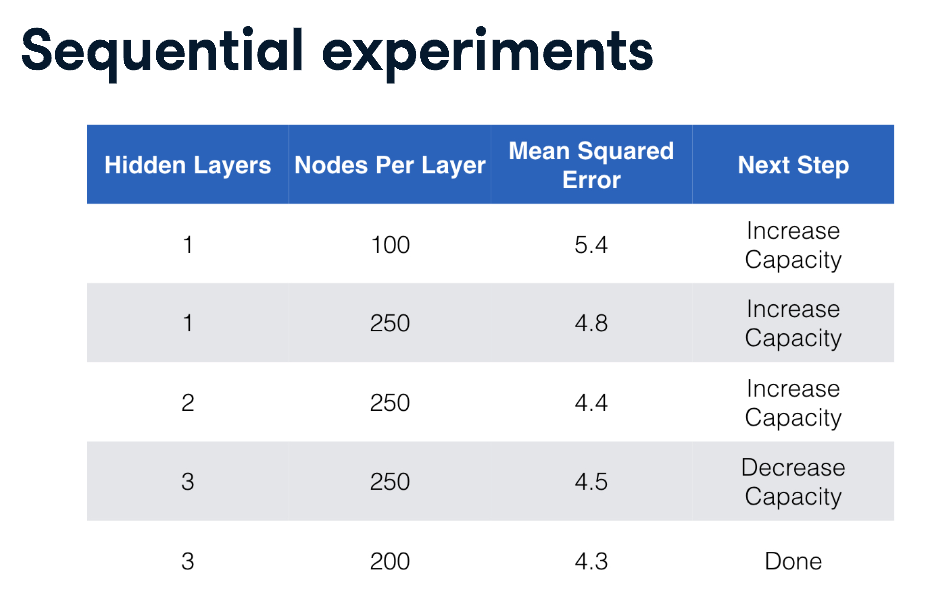 Sequential experiments
Hidden Layers Nodes Per Layer Mean Squared Error Next Step
1 100 5.4 Increase Capacity
1 250 4.8 Increase Capacity
2 250 4.4 Increase Capacity
3 250 4.5 Decrease Capacity
3 200 4.3 Done